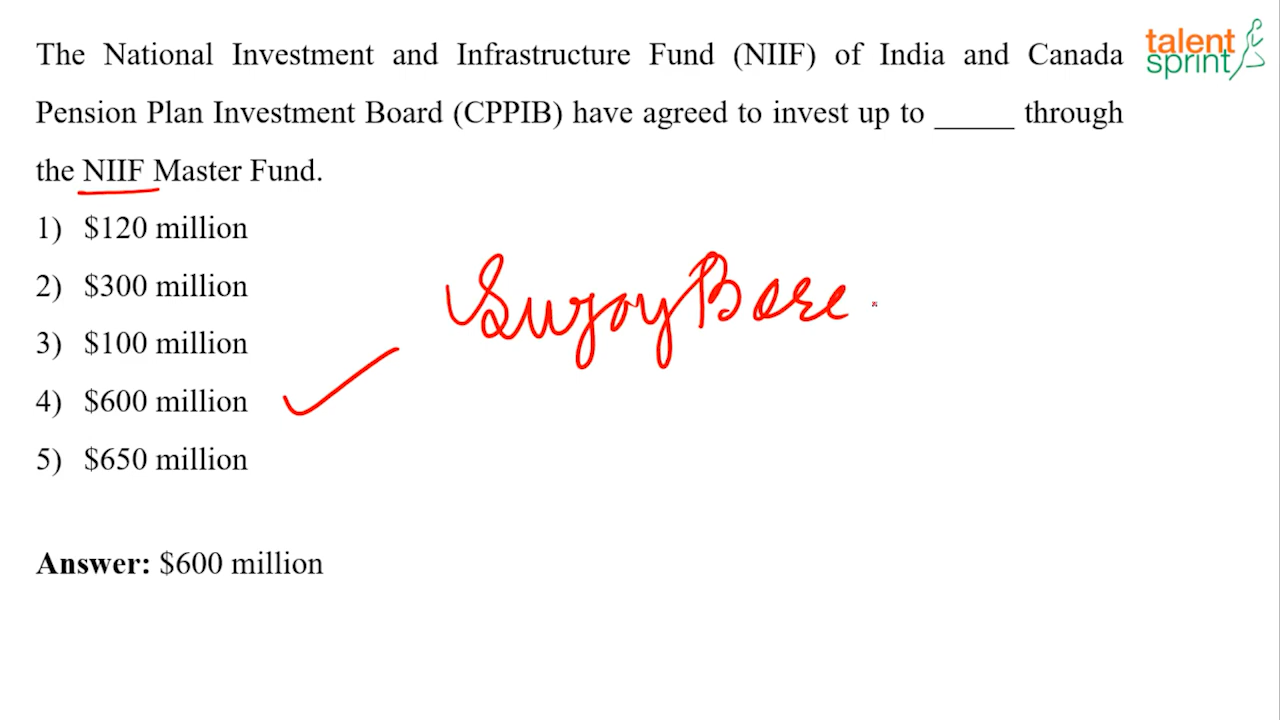 The National Investment and Infrastructure Fund (NIIF) of India and Canada
Pension Plan Investment Board (CPPIB) have agreed to invest up to _____ through
the NIIF Master Fund.
1) $120 million
2) $300 million
3) $100 million
4) $600 million
5) $650 million
Sujoy Bose
Answer: $600 million
talent
sprint